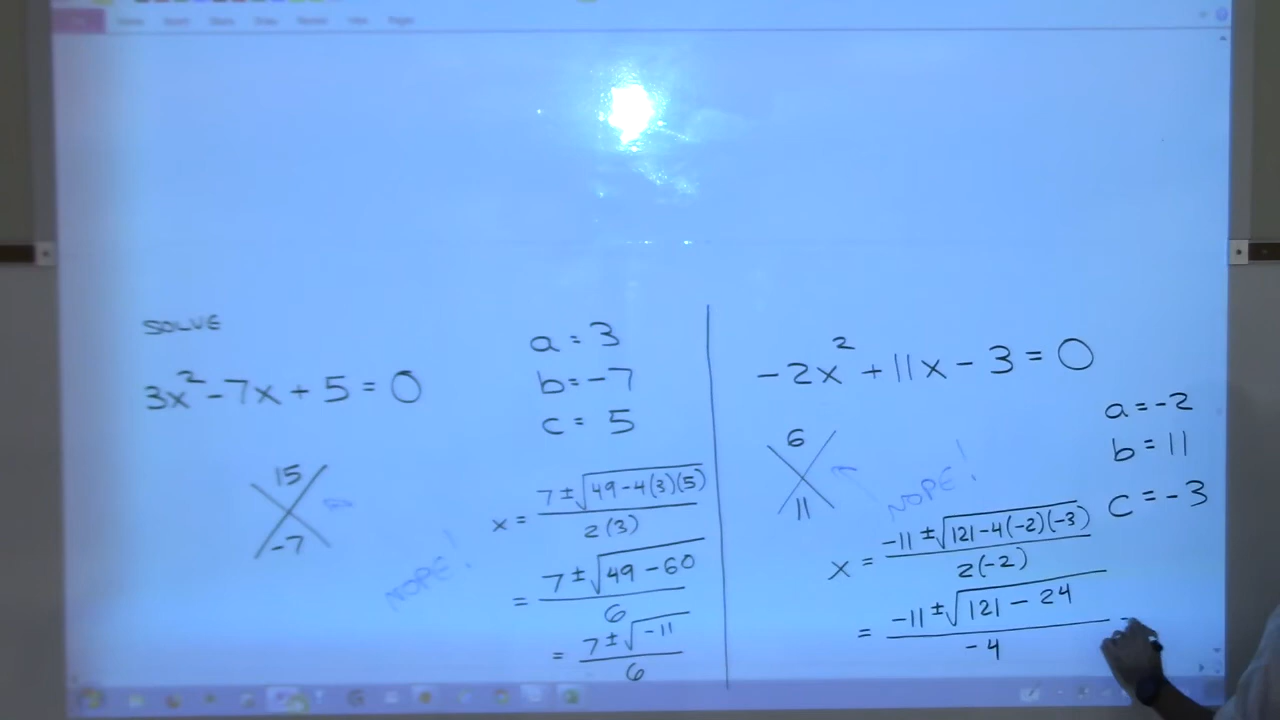 SOLVE
3x² - 7x + 5 = 0
15
-7
NOPE!
a = 3
b = -7
c = 5
x = (7 ± √(49 - 4(3)(5))) / 2(3)
= (7 ± √(49 - 60)) / 6
= (7 ± √(-11)) / 6
-2x² + 11x - 3 = 0
6
11
NOPE!
a = -2
b = 11
c = -3
x = (-11 ± √(121 - 4(-2)(-3))) / 2(-2)
= (-11 ± √(121 - 24)) / -4